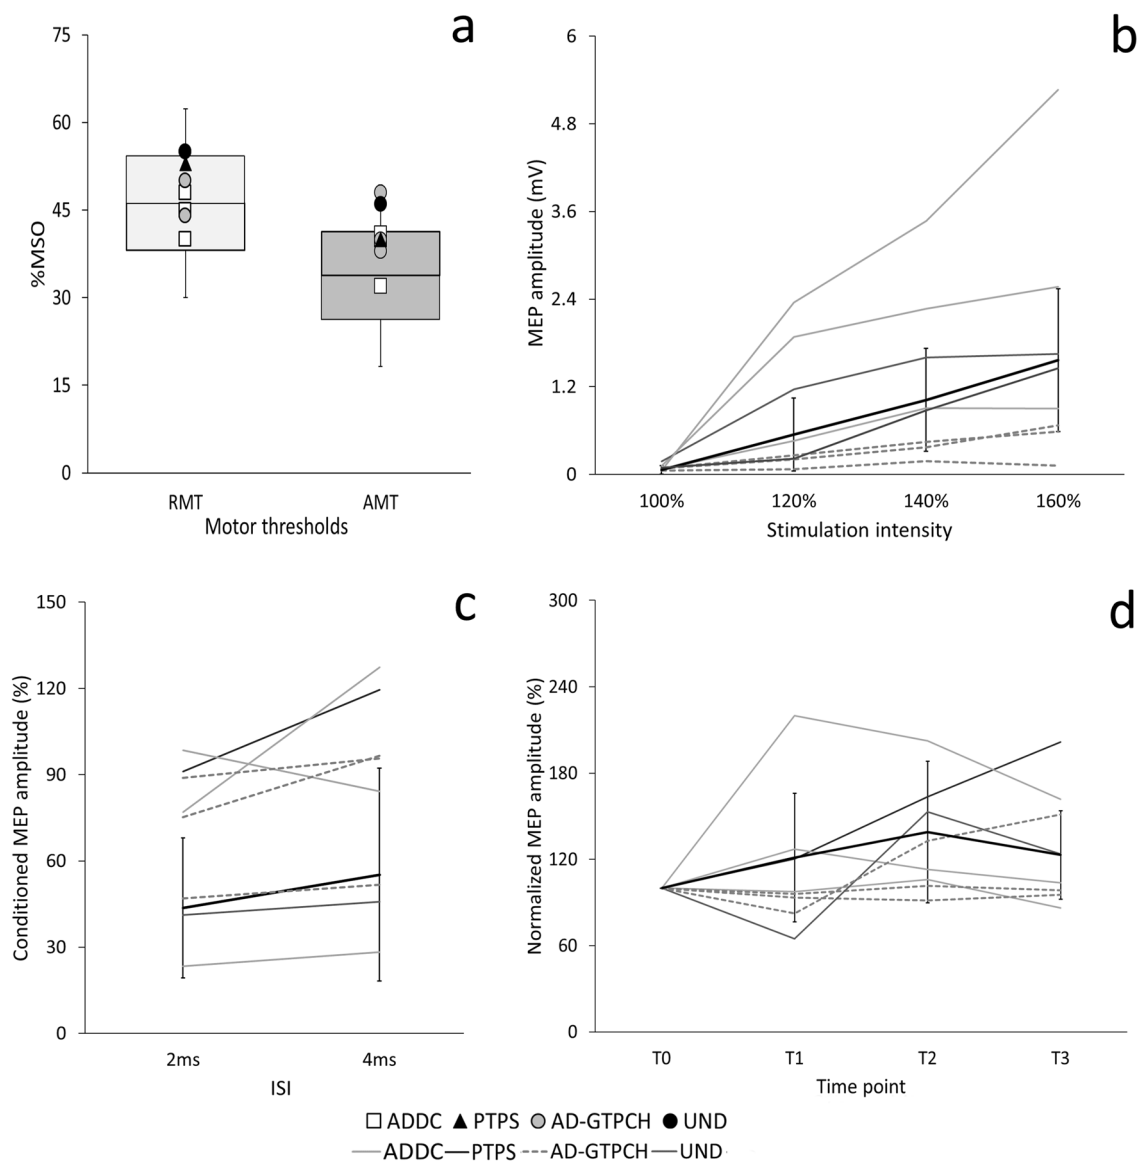 a
75
60
45
30
15
0
%MSO
RMT AMT
Motor thresholds
b
6
4.8
3.6
2.4
1.2
0
MEP amplitude (mV)
100% 120% 140% 160%
Stimulation intensity
c
150
120
90
60
30
0
Conditioned MEP amplitude (%)
2ms 4ms
ISI
d
300
240
180
120
60
0
Normalized MEP amplitude (%)
T0 T1 T2 T3
Time point
ADDC PTPS AD-GTPCH UND
ADDC PTPS AD-GTPCH UND